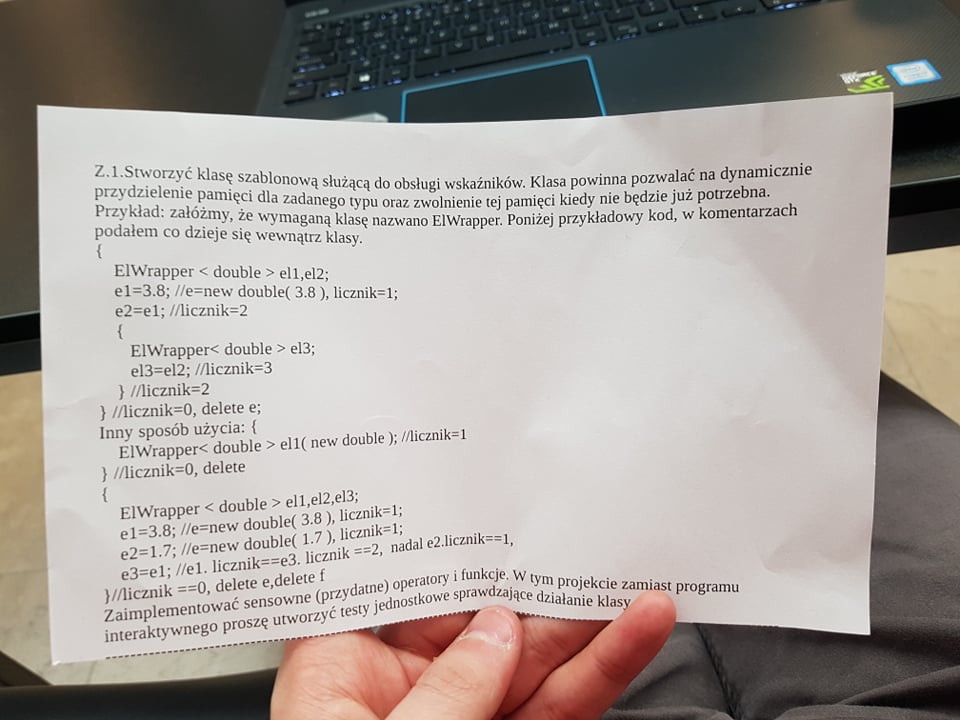 Z.1.Stworzyć klasę szablonową służącą do obsługi wskaźników. Klasa powinna pozwalać na dynamicznie
przydzielenie pamięci dla zadanego typu oraz zwolnienie tej pamięci kiedy nie będzie już potrzebna.
Przykład: załóżmy, że wymaganą klasę nazwano ElWrapper. Poniżej przykładowy kod, w komentarzach
podałem co dzieje się wewnątrz klasy.
{
ElWrapper < double > el1,el2;
e1=3.8; //e=new double( 3.8 ), licznik=1;
e2=e1; //licznik=2
{
ElWrapper< double > el3;
el3=el2; //licznik=3
} //licznik=2
} //licznik=0, delete e;
Inny sposób użycia: {
ElWrapper< double > el1( new double ); //licznik=1
} //licznik=0, delete
{
ElWrapper < double > el1,el2,el3;
e1=3.8; //e=new double( 3.8 ), licznik=1;
e2=1.7; //e=new double( 1.7 ), licznik=1;
e3=e1; //e1. licznik==e3. licznik ==2, nadal e2.licznik==1,
}//licznik ==0, delete e,delete f
Zaimplementować sensowne (przydatne) operatory i funkcje. W tym projekcie zamiast programu
interaktywnego proszę utworzyć testy jednostkowe sprawdzające działanie klasy